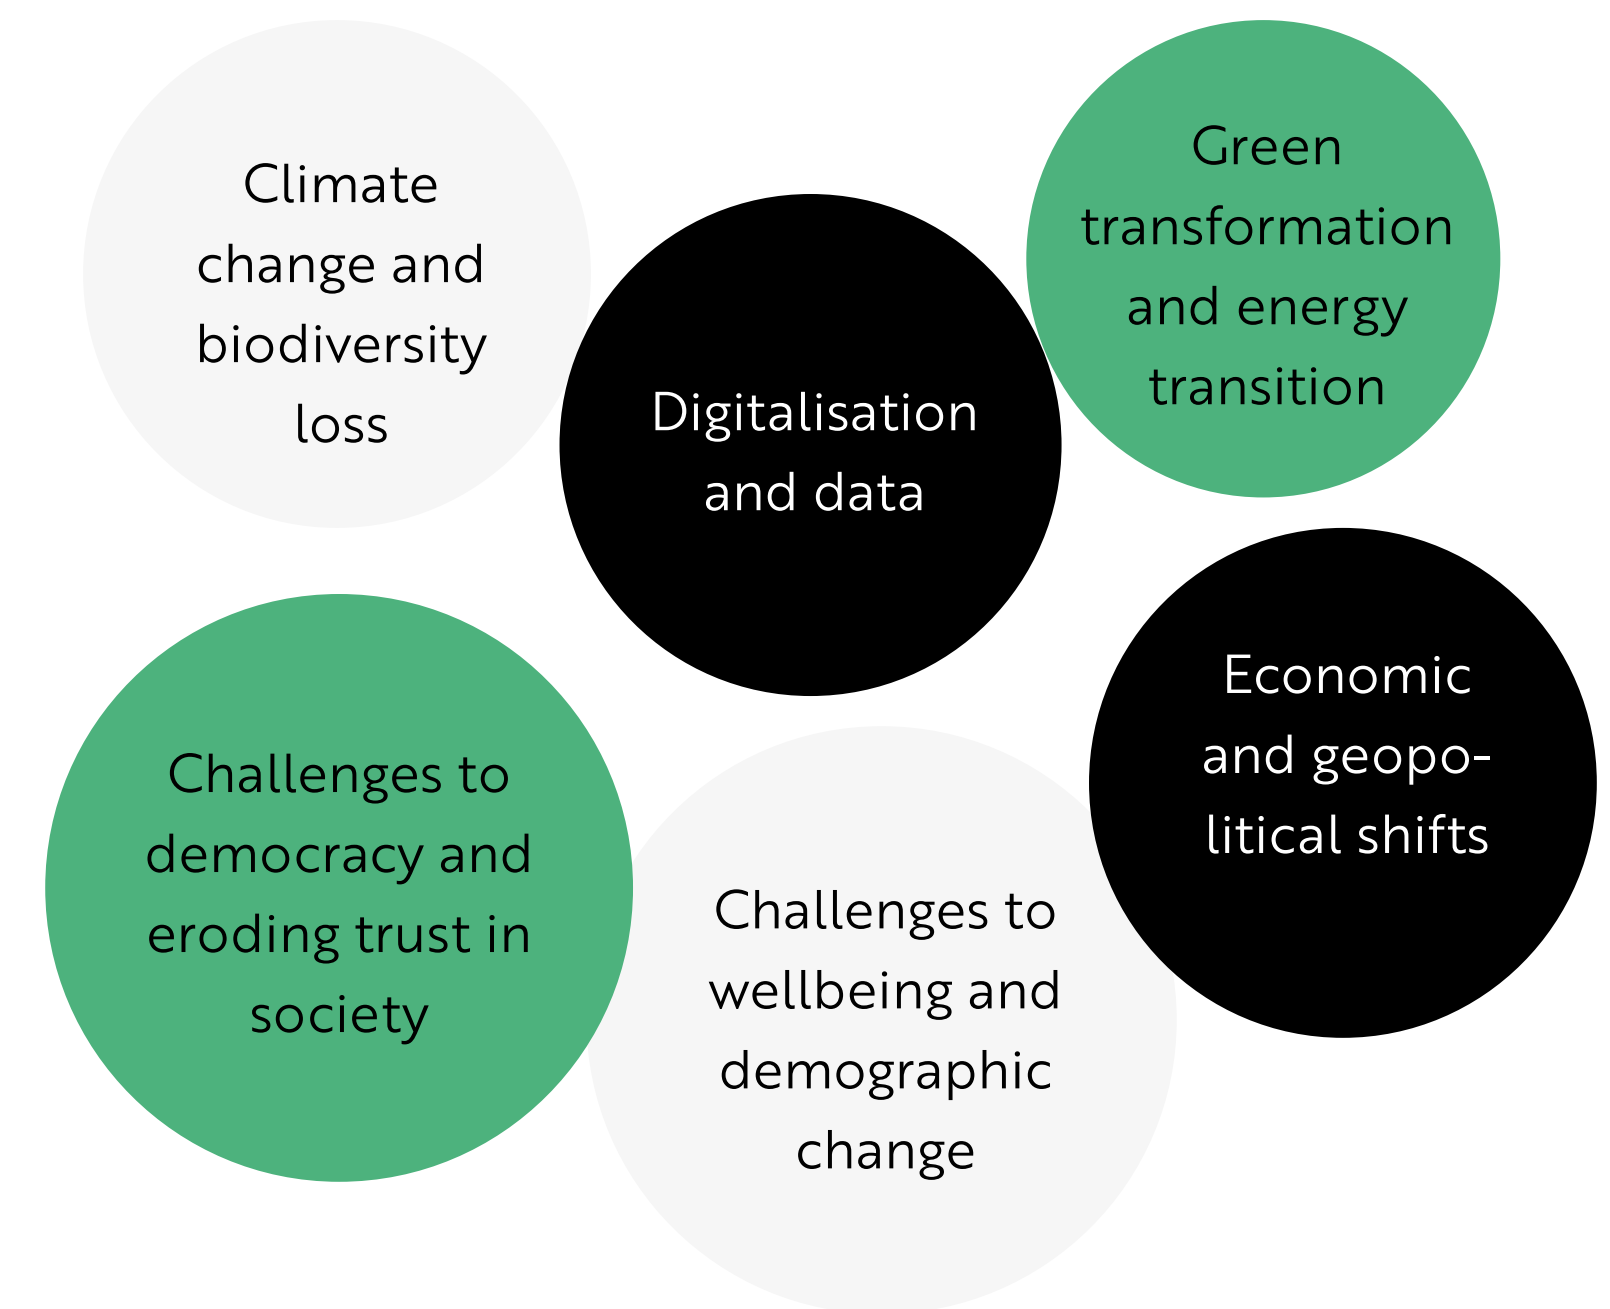 Climate
change and
biodiversity
loss
Digitalisation
and data
Green
transformation
and energy
transition
Challenges to
democracy and
eroding trust in
society
Challenges to
wellbeing and
demographic
change
Economic
and geopo-
litical shifts